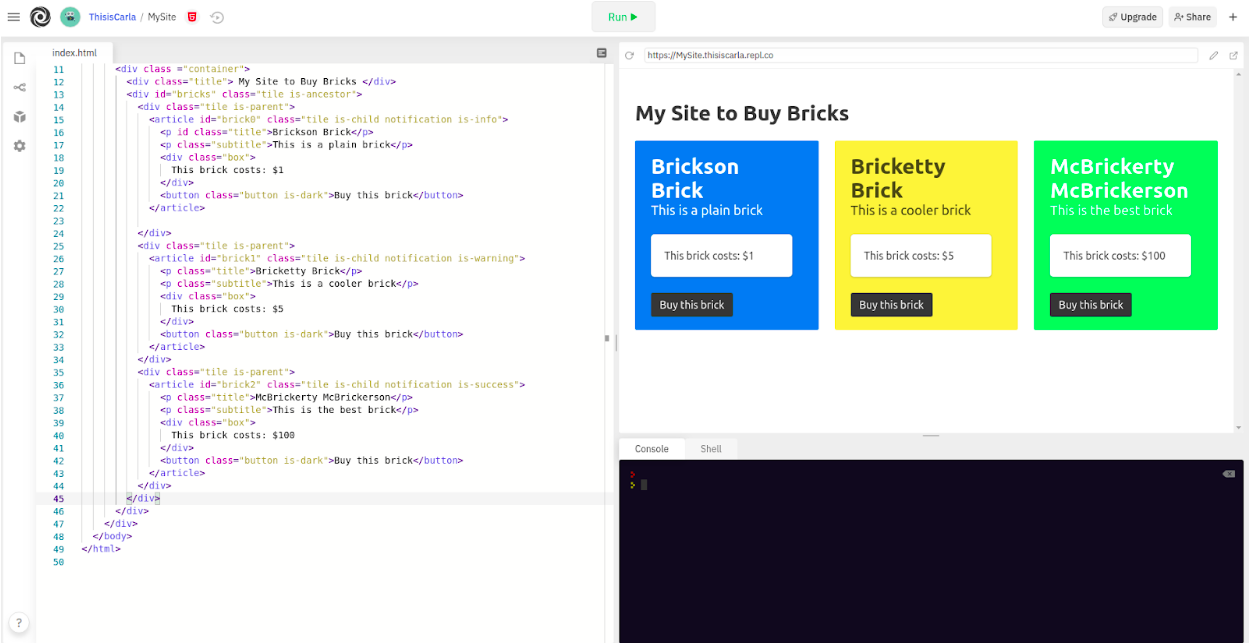 ThisisCarla / MySite
Run
Upgrade
Share
index.html
11 <div class ="container">
12 <div class="title"> My Site to Buy Bricks </div>
13 <div id="bricks" class="tile is-ancestor">
14 <div class="tile is-parent">
15 <article id="brick0" class="tile is-child notification is-info">
16 <p id class="title">Brickson Brick</p>
17 <p class="subtitle">This is a plain brick</p>
18 <div class="box">
19 This brick costs: $1
20 </div>
21 <button class="button is-dark">Buy this brick</button>
22 </article>
23
24 </div>
25 <div class="tile is-parent">
26 <article id="brick1" class="tile is-child notification is-warning">
27 <p class="title">Bricketty Brick</p>
28 <p class="subtitle">This is a cooler brick</p>
29 <div class="box">
30 This brick costs: $5
31 </div>
32 <button class="button is-dark">Buy this brick</button>
33 </article>
34 </div>
35 <div class="tile is-parent">
36 <article id="brick2" class="tile is-child notification is-success">
37 <p class="title">McBrickerty McBrickerson</p>
38 <p class="subtitle">This is the best brick</p>
39 <div class="box">
40 This brick costs: $100
41 </div>
42 <button class="button is-dark">Buy this brick</button>
43 </article>
44 </div>
45 </div>
46 </div>
47 </div>
48 </body>
49 </html>
50
?
https://MySite.thisiscarla.repl.co
My Site to Buy Bricks
Brickson
Brick
This is a plain brick
This brick costs: $1
Buy this brick
Bricketty
Brick
This is a cooler brick
This brick costs: $5
Buy this brick
McBrickerty
McBrickerson
This is the best brick
This brick costs: $100
Buy this brick
Console
Shell
>
>